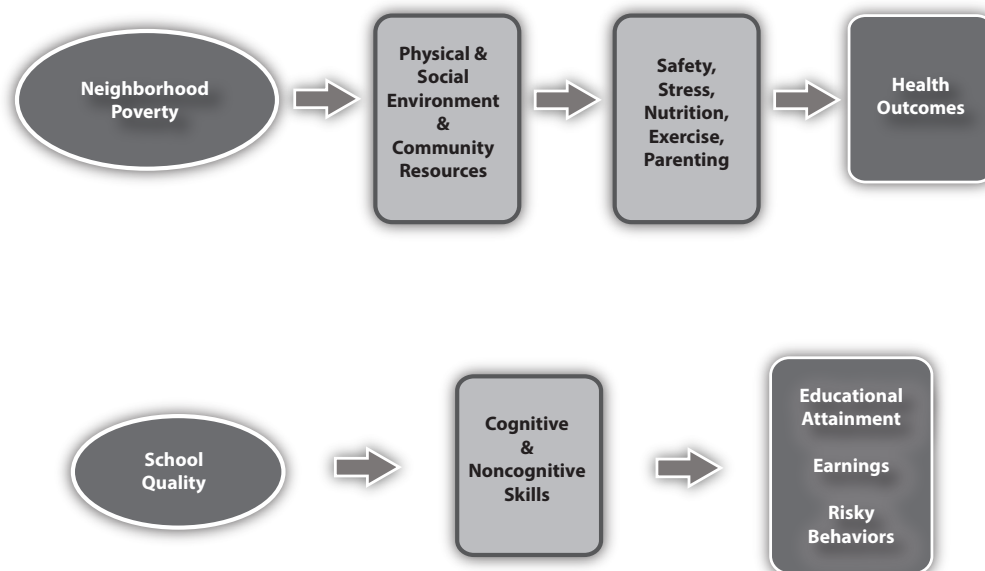 Neighborhood
Poverty
Physical &
Social
Environment
&
Community
Resources
Safety,
Stress,
Nutrition,
Exercise,
Parenting
Health
Outcomes
School
Quality
Cognitive
&
Noncognitive
Skills
Educational
Attainment
Earnings
Risky
Behaviors